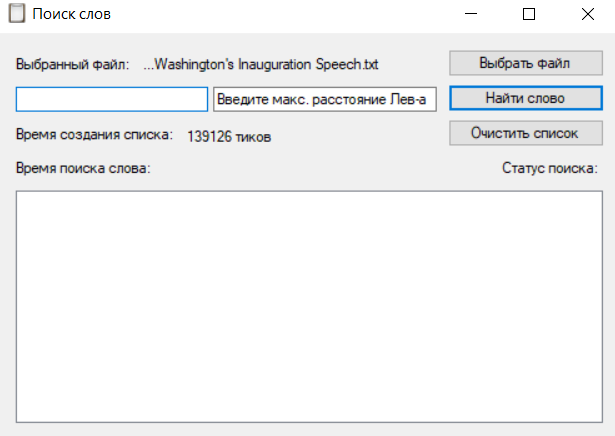 Поиск слов
Выбранный файл: ...Washington's Inauguration Speech.txt Выбрать файл
Введите макс. расстояние Лев-а Найти слово
Время создания списка: 139126 тиков Очистить список
Время поиска слова: Статус поиска: